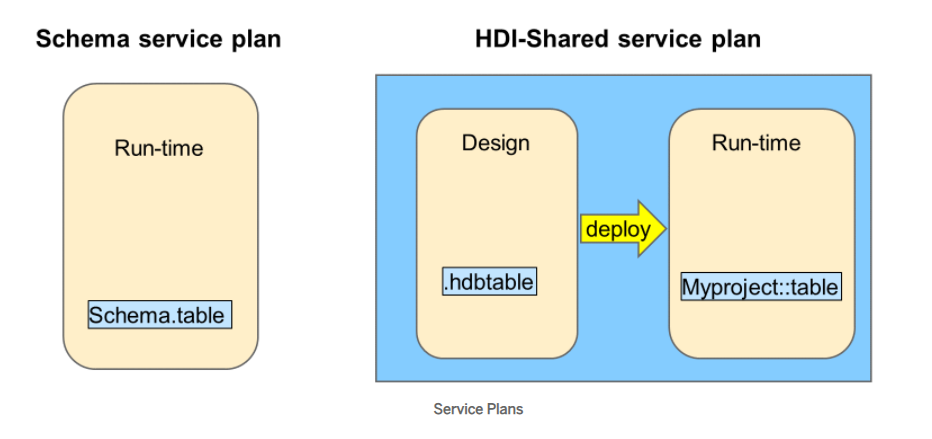 Schema service plan
Run-time
Schema.table
HDI-Shared service plan
Design
.hdbtable
deploy
Run-time
Myproject::table
Service Plans